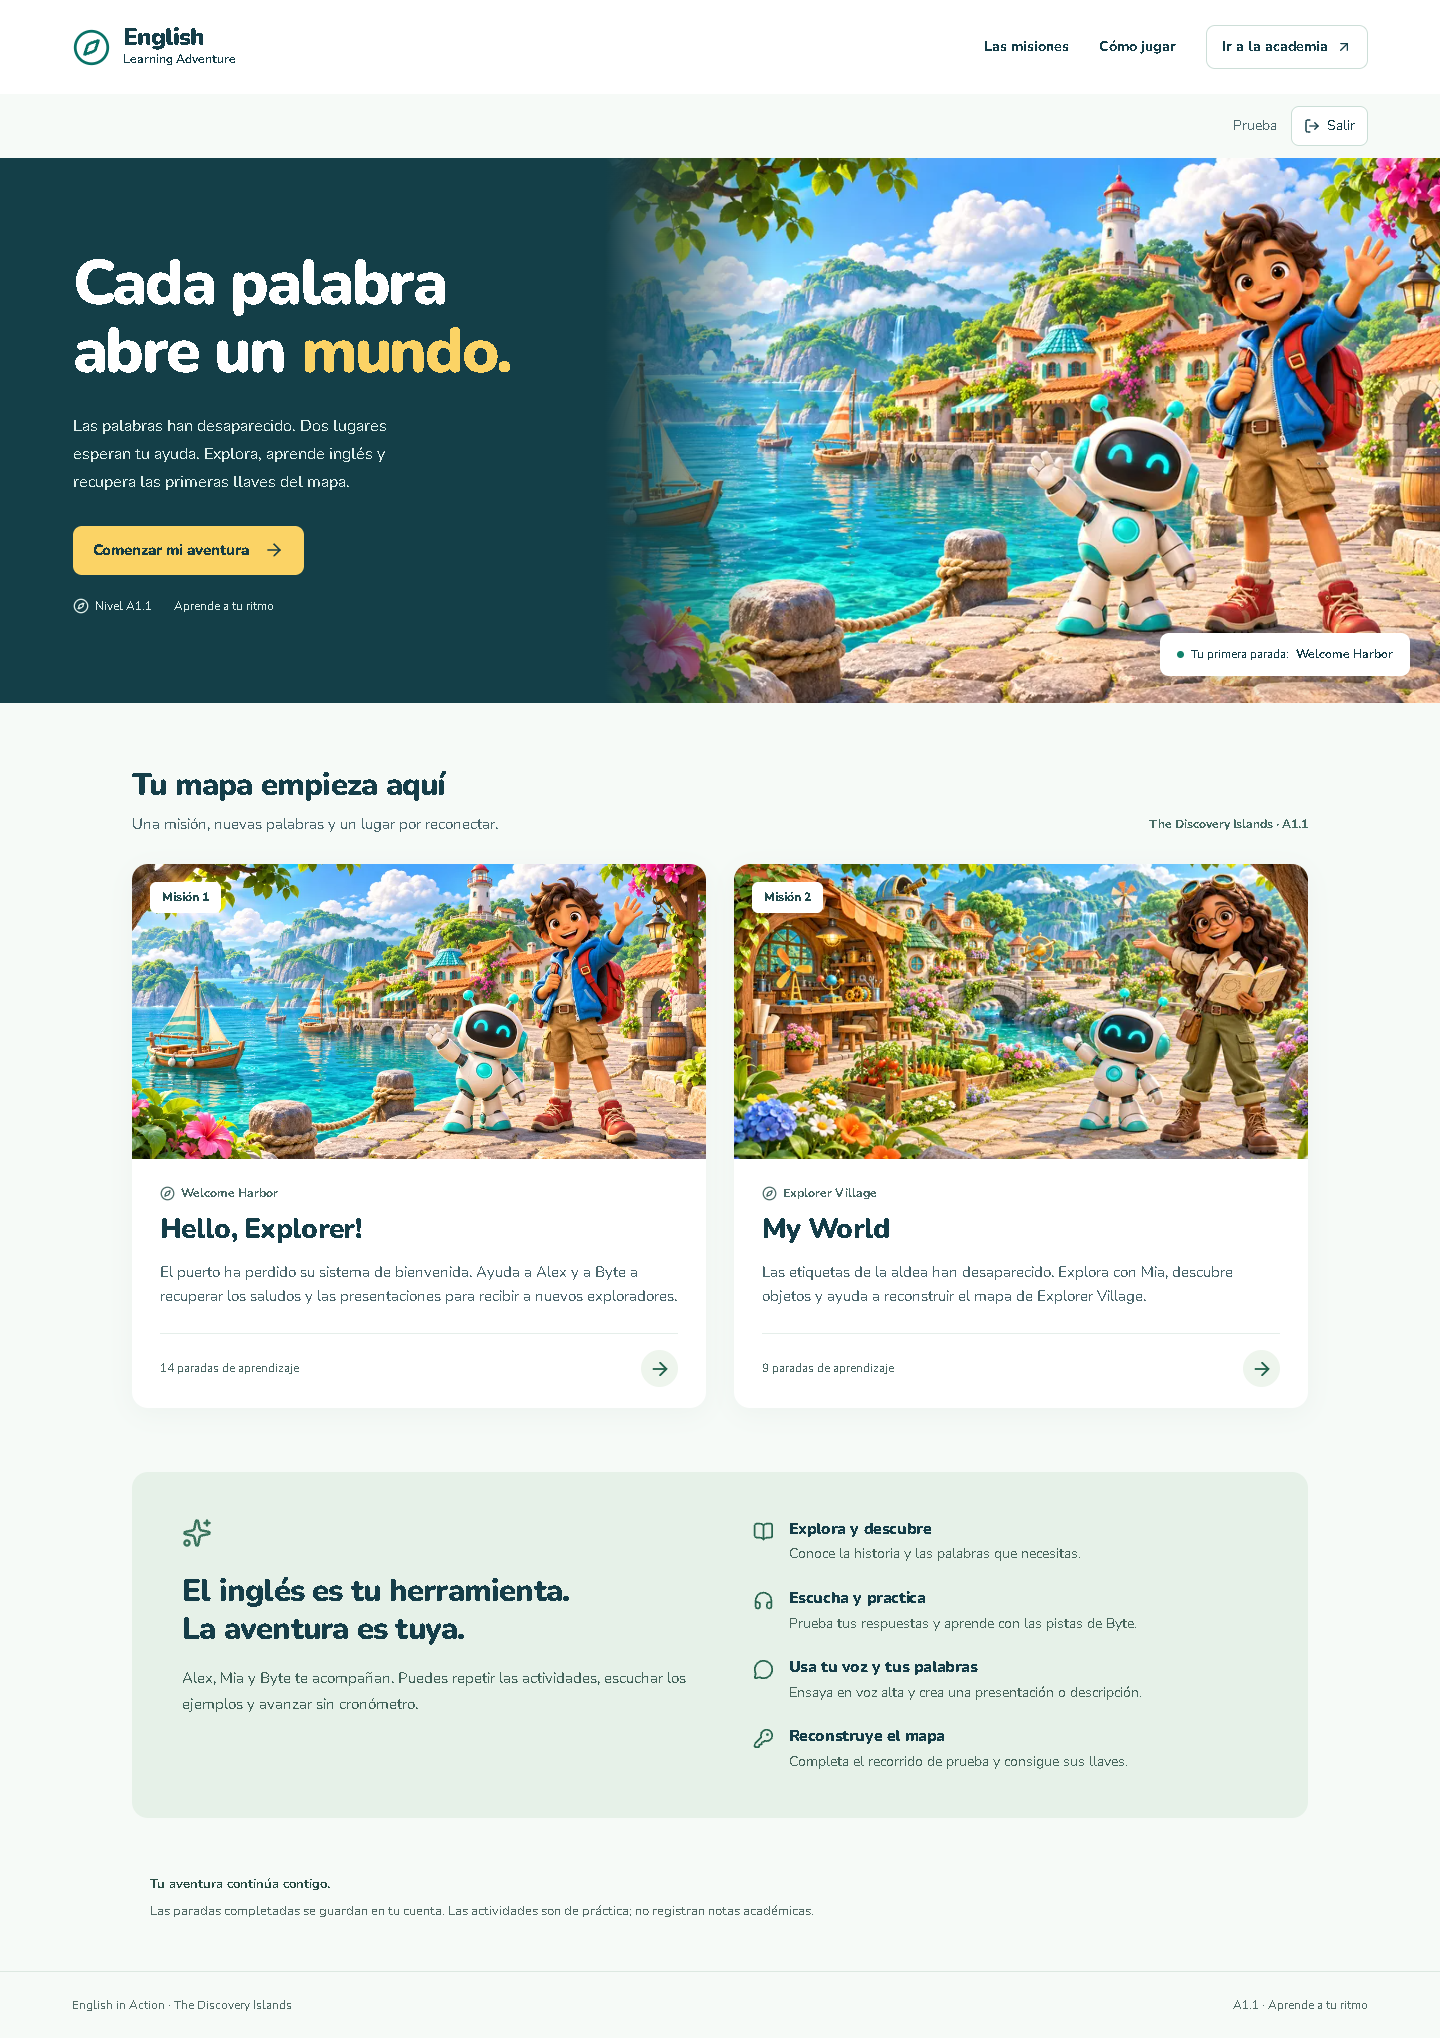 English
Learning Adventure
Las misiones
Cómo jugar
Ir a la academia
Prueba
Salir
Cada palabra
abre un mundo.
Las palabras han desaparecido. Dos lugares
esperan tu ayuda. Explora, aprende inglés y
recupera las primeras llaves del mapa.
Comenzar mi aventura
Nivel A1.1
Aprende a tu ritmo
Tu primera parada: Welcome Harbor
Tu mapa empieza aquí
Una misión, nuevas palabras y un lugar por reconectar.
The Discovery Islands · A1.1
Misión 1
Welcome Harbor
Hello, Explorer!
El puerto ha perdido su sistema de bienvenida. Ayuda a Alex y a Byte a
recuperar los saludos y las presentaciones para recibir a nuevos exploradores.
14 paradas de aprendizaje
Misión 2
Explorer Village
My World
Las etiquetas de la aldea han desaparecido. Explora con Mia, descubre
objetos y ayuda a reconstruir el mapa de Explorer Village.
9 paradas de aprendizaje
El inglés es tu herramienta.
La aventura es tuya.
Alex, Mia y Byte te acompañan. Puedes repetir las actividades, escuchar los
ejemplos y avanzar sin cronómetro.
Explora y descubre
Conoce la historia y las palabras que necesitas.
Escucha y practica
Prueba tus respuestas y aprende con las pistas de Byte.
Usa tu voz y tus palabras
Ensaya en voz alta y crea una presentación o descripción.
Reconstruye el mapa
Completa el recorrido de prueba y consigue sus llaves.
Tu aventura continúa contigo.
Las paradas completadas se guardan en tu cuenta. Las actividades son de práctica; no registran notas académicas.
English in Action · The Discovery Islands
A1.1 · Aprende a tu ritmo